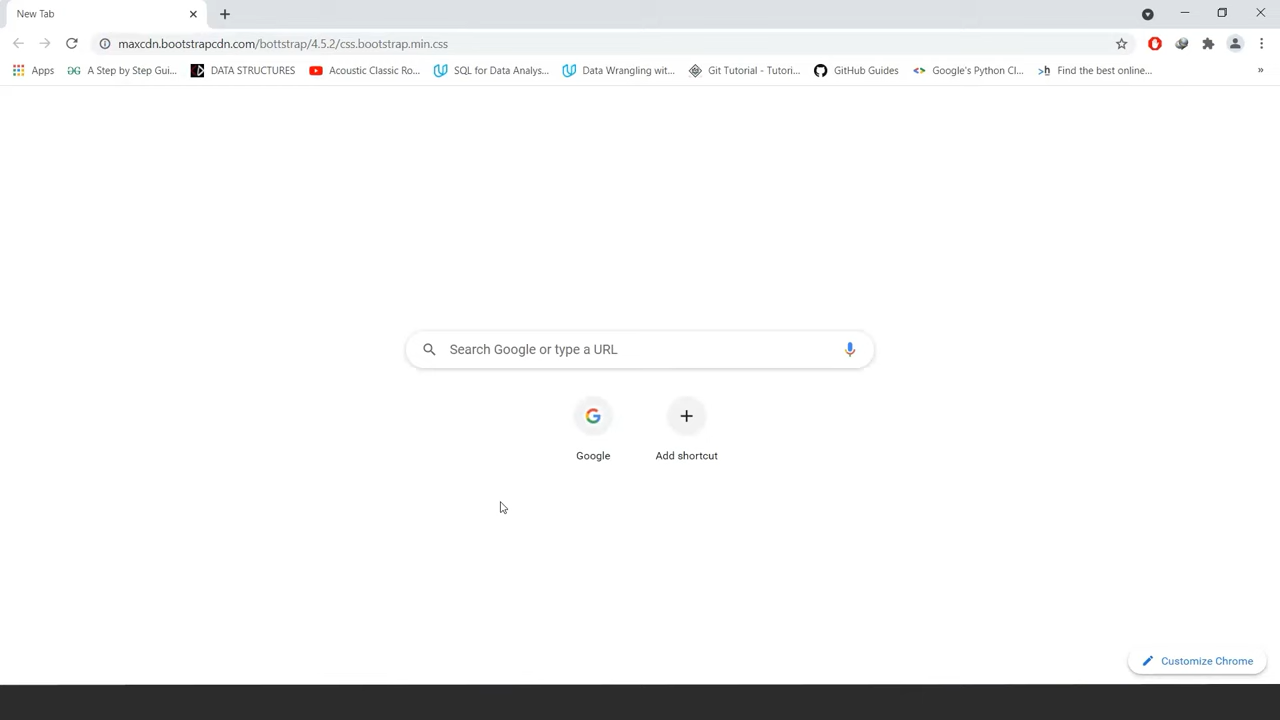 New Tab
maxcdn.bootstrapcdn.com/bottstrap/4.5.2/css.bootstrap.min.css
Apps A Step by Step Gui... DATA STRUCTURES Acoustic Classic Ro... SQL for Data Analys... Data Wrangling wit... Git Tutorial - Tutori... GitHub Guides Google's Python Cl... Find the best online... »
Search Google or type a URL
Google Add shortcut
Customize Chrome